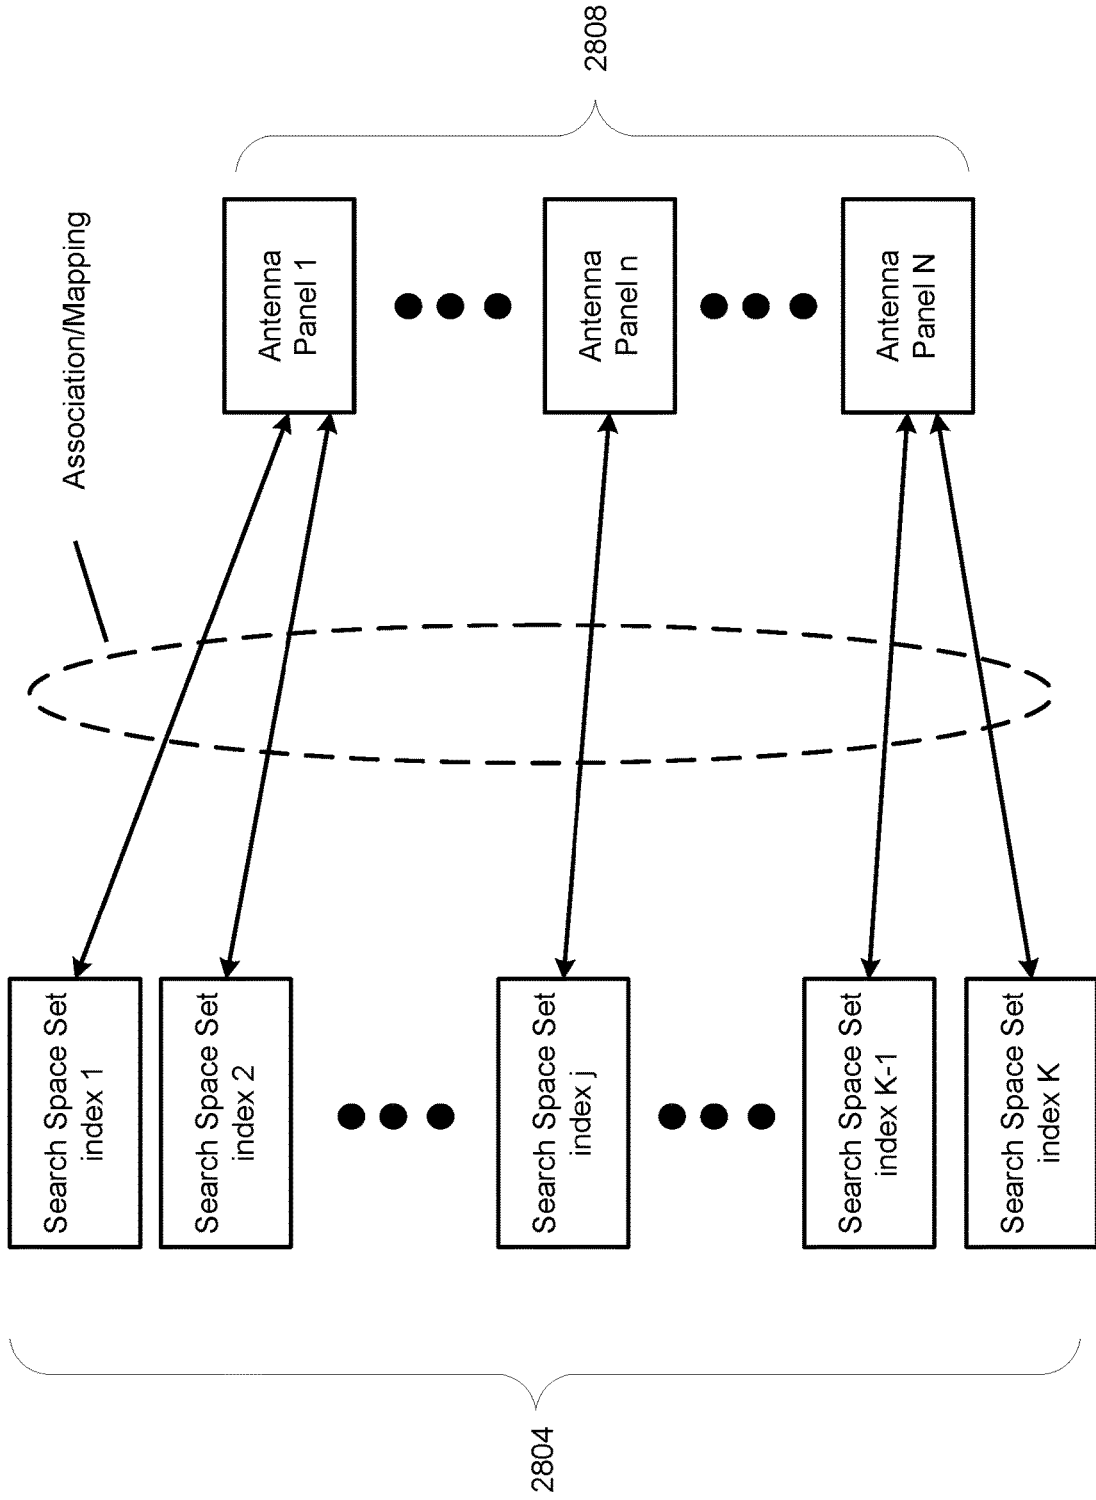 2804
Search Space Set
index 1
Search Space Set
index 2
Search Space Set
index j
Search Space Set
index K-1
Search Space Set
index K
Association/Mapping
Antenna
Panel 1
Antenna
Panel n
Antenna
Panel N
2808